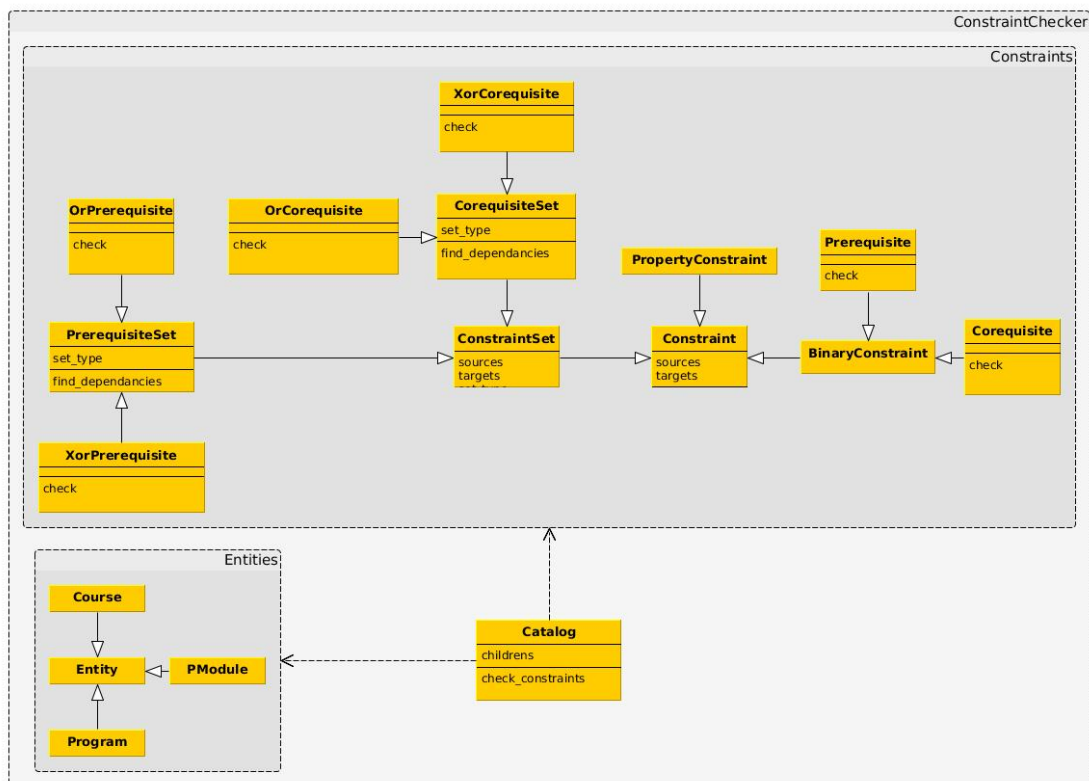 ConstraintChecker
Constraints
XorCorequisite
check
OrPrerequisite
check
OrCorequisite
check
CorequisiteSet
set_type
find_dependancies
PropertyConstraint
Prerequisite
check
PrerequisiteSet
set_type
find_dependancies
ConstraintSet
sources
targets
Constraint
sources
targets
BinaryConstraint
Corequisite
check
XorPrerequisite
check
Entities
Course
Entity
PModule
Program
Catalog
childrens
check_constraints